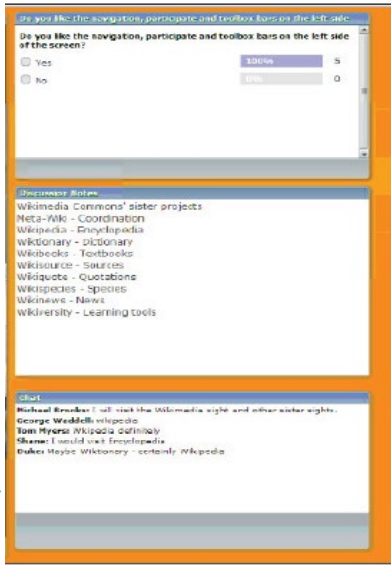 Do you like the navigation, participate and toolbox bars on the left side
Do you like the navigation, participate and toolbox bars on the left side
of the screen?
Yes 100% 5
No 0% 0
Discussion Notes
Wikimedia Commons' sister projects
Meta-Wiki - Coordination
Wikipedia - Encyclopedia
Wiktionary - Dictionary
Wikibooks - Textbooks
Wikisource - Sources
Wikiquote - Quotations
Wikispecies - Species
Wikinews - News
Wikiversity - Learning tools
Chat
Michael Brooks: I will visit the Wikimedia sight and other sister sights.
George Waddell: wikipedia
Tom Myers: Wikipedia definitely
Shane: I would visit Encyclopedia
Duke: Maybe Wiktionary - certainly Wikipedia